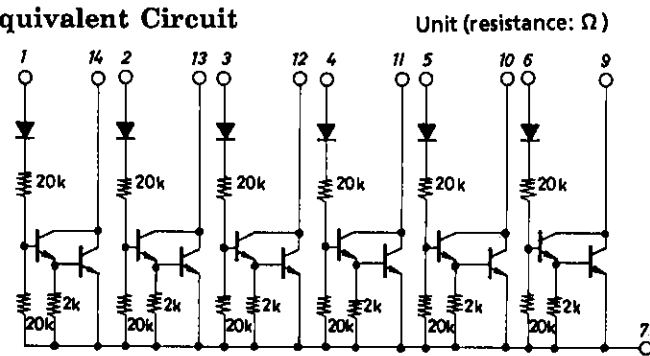 quivalent Circuit
Unit (resistance: Ω)
1 14 2 13 3 12 4 11 5 10 6 9
20k 20k 20k 20k 20k 20k
2k 2k 2k 2k 2k 2k
20k 20k 20k 20k 20k 20k
7